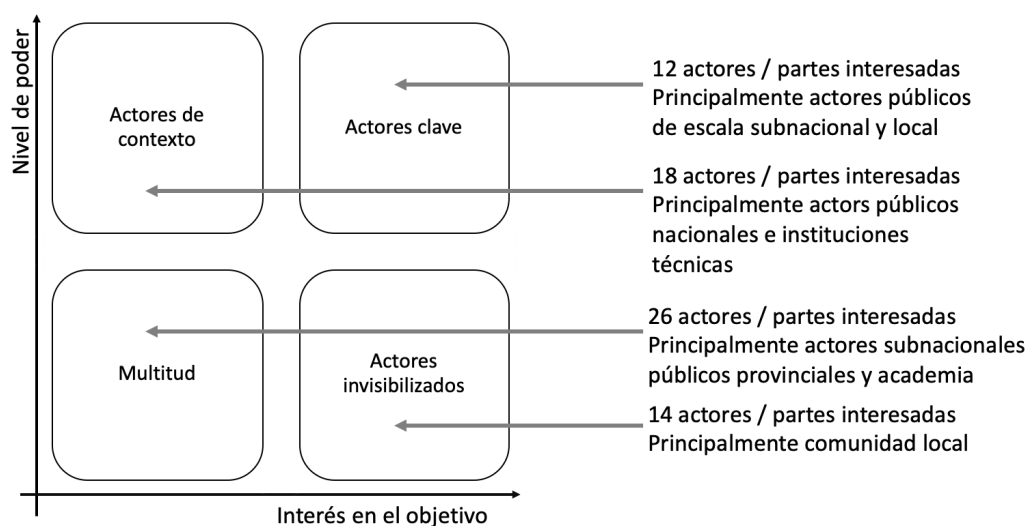 Nivel de poder
Actores de
contexto
Actores clave
Multitud
Actores
invisibilizados
Interés en el objetivo
12 actores / partes interesadas
Principalmente actores públicos
de escala subnacional y local
18 actores / partes interesadas
Principalmente actors públicos
nacionales e instituciones
técnicas
26 actores / partes interesadas
Principalmente actores subnacionales
públicos provinciales y academia
14 actores / partes interesadas
Principalmente comunidad local